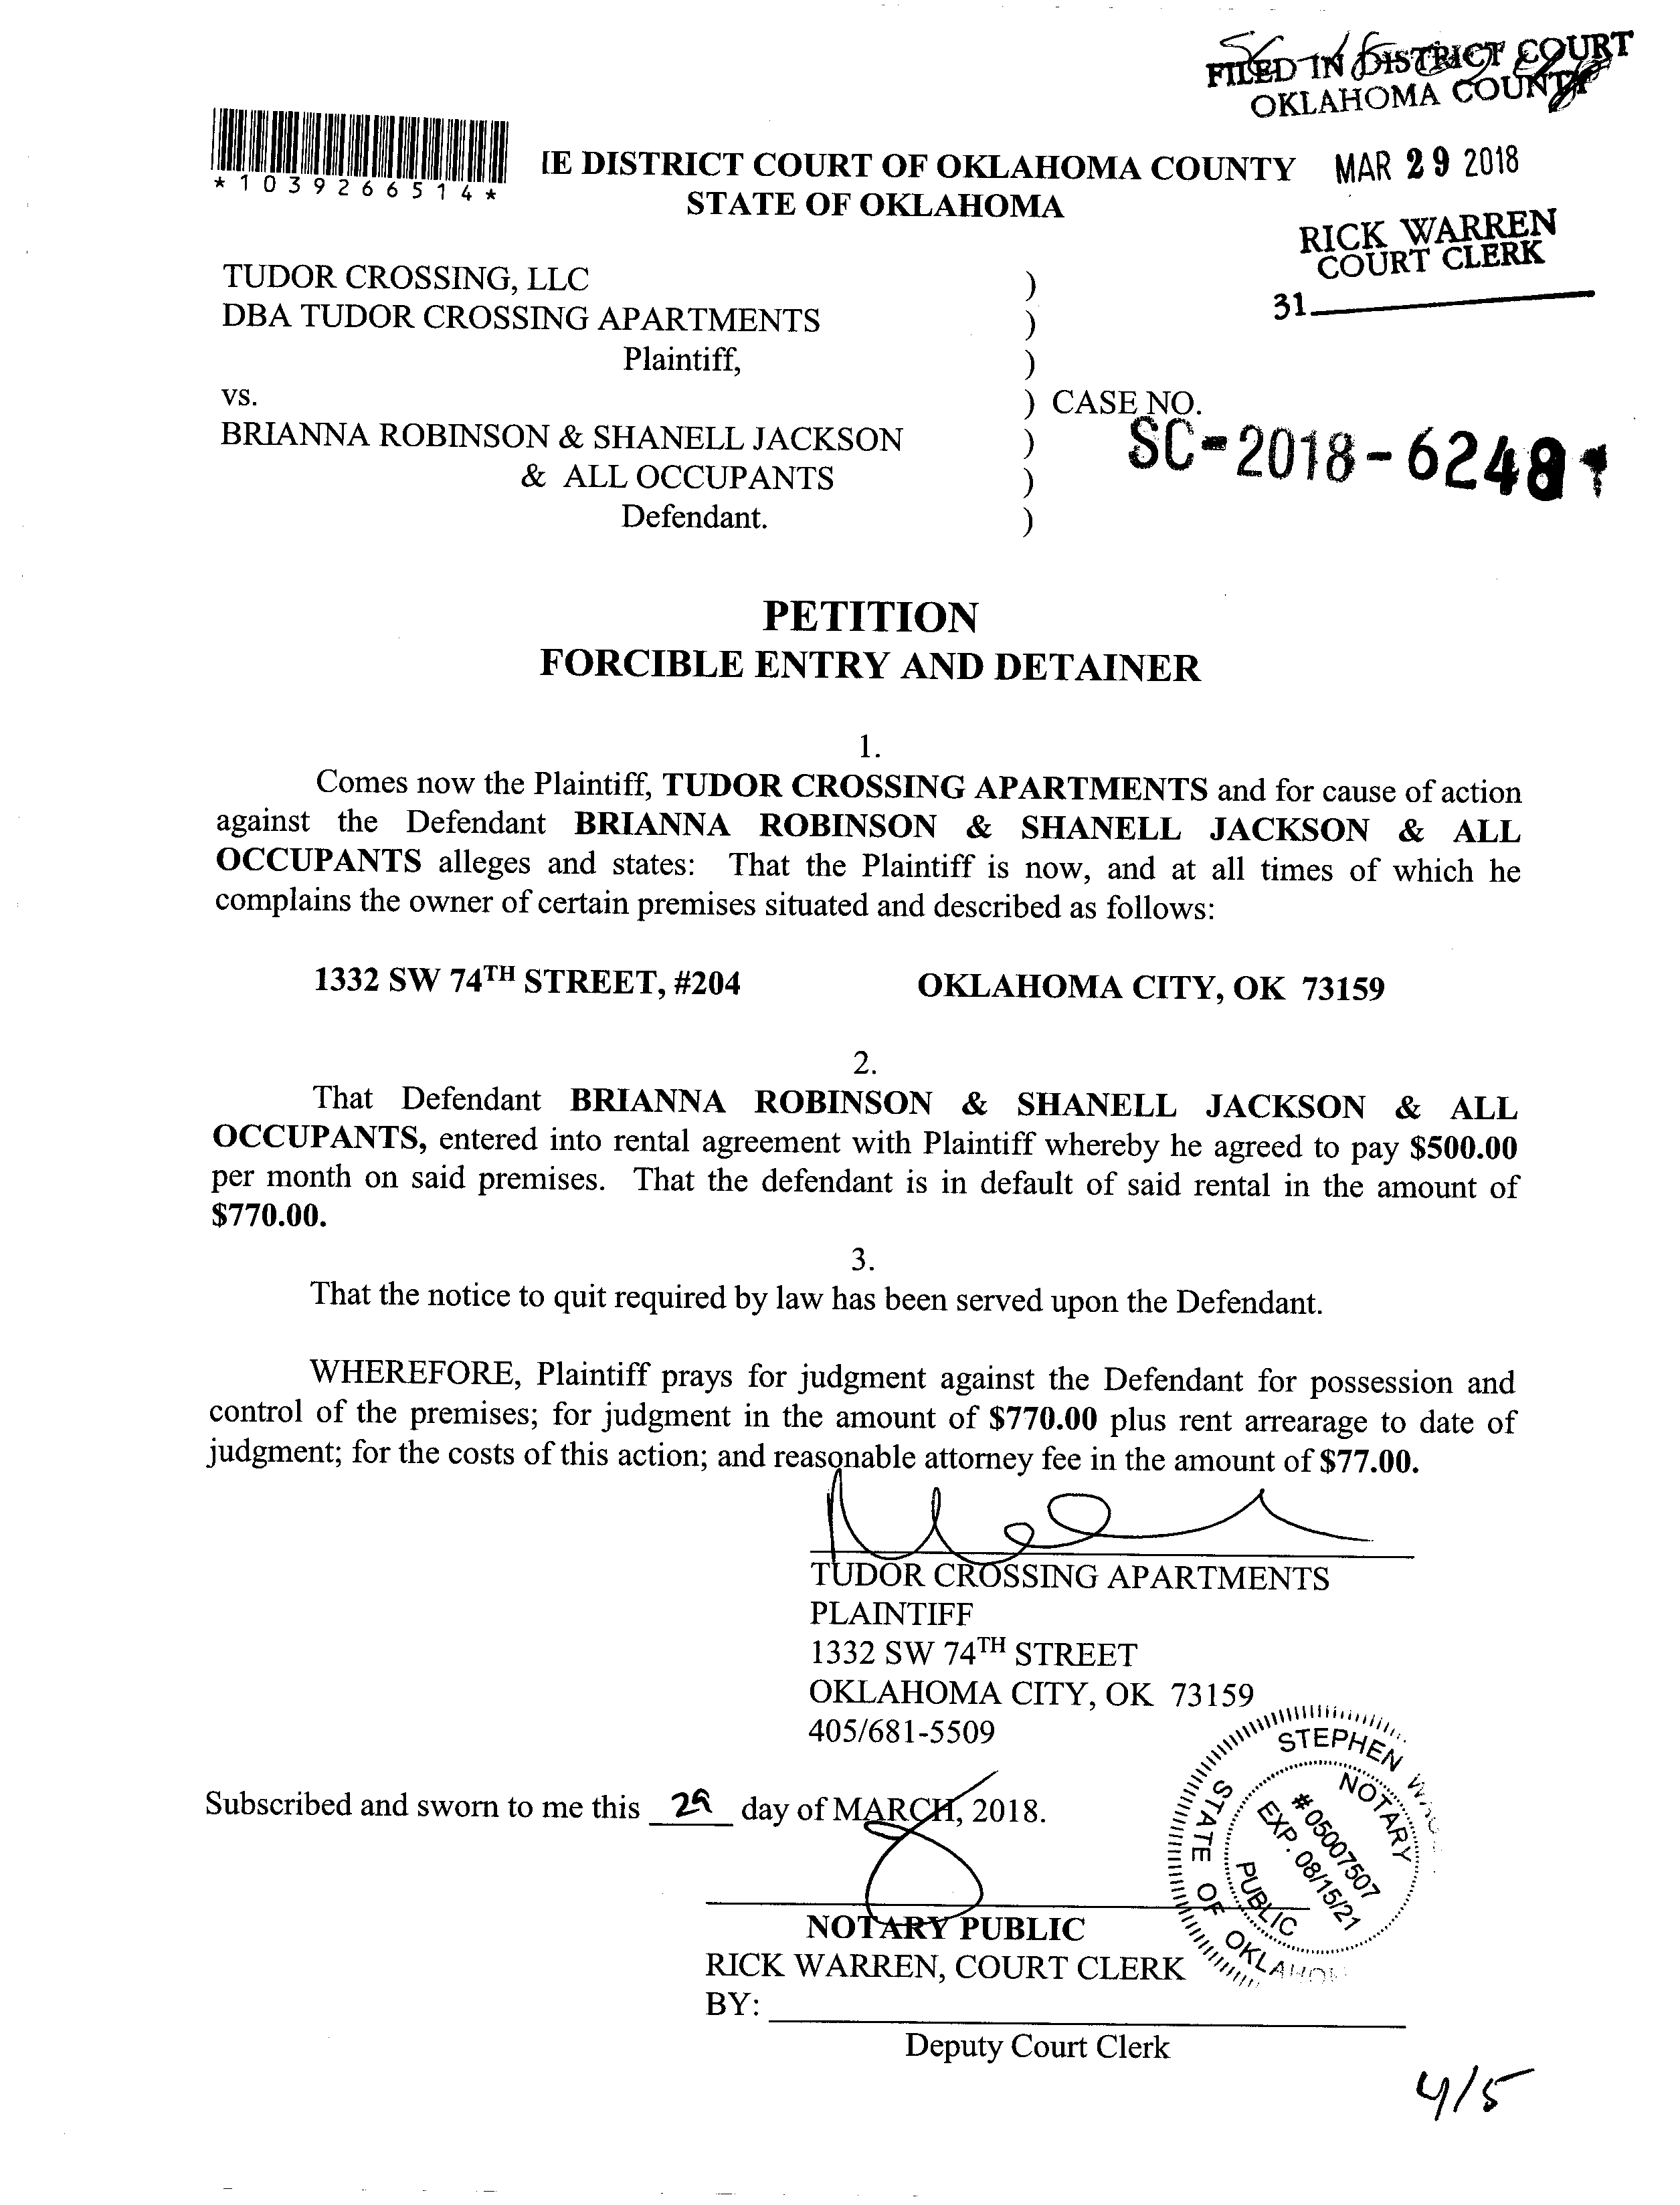 FILED IN DISTRICT COURT
OKLAHOMA COUNTY
*1039266514*
IE DISTRICT COURT OF OKLAHOMA COUNTY
MAR 29 2018
STATE OF OKLAHOMA
RICK WARREN
COURT CLERK
31
TUDOR CROSSING, LLC )
DBA TUDOR CROSSING APARTMENTS )
Plaintiff, )
vs. ) CASE NO.
BRIANNA ROBINSON & SHANELL JACKSON )
SC-2018-
& ALL OCCUPANTS )
Defendant. )
PETITION
FORCIBLE ENTRY AND DETAINER
1.
Comes now the Plaintiff, TUDOR CROSSING APARTMENTS and for cause of action
against the Defendant BRIANNA ROBINSON & SHANELL JACKSON & ALL
OCCUPANTS alleges and states: That the Plaintiff is now, and at all times of which he
complains the owner of certain premises situated and described as follows:
1332 SW 74TH STREET, #204 OKLAHOMA CITY, OK 73159
2.
That Defendant BRIANNA ROBINSON & SHANELL JACKSON & ALL
OCCUPANTS, entered into rental agreement with Plaintiff whereby he agreed to pay $500.00
per month on said premises. That the defendant is in default of said rental in the amount of
$770.00.
3.
That the notice to quit required by law has been served upon the Defendant.
WHEREFORE, Plaintiff prays for judgment against the Defendant for possession and
control of the premises; for judgment in the amount of $770.00 plus rent arrearage to date of
judgment; for the costs of this action; and reasonable attorney fee in the amount of $77.00.
TUDOR CROSSING APARTMENTS
PLAINTIFF
1332 SW 74TH STREET
OKLAHOMA CITY, OK 73159
405/681-5509
Subscribed and sworn to me this 29 day of MARCH, 2018.
STEPHEN
NOTARY
#05007507
EXP. 08/15/21
PUBLIC
STATE OF
NOTARY PUBLIC
RICK WARREN, COURT CLERK
BY:
Deputy Court Clerk
4/5